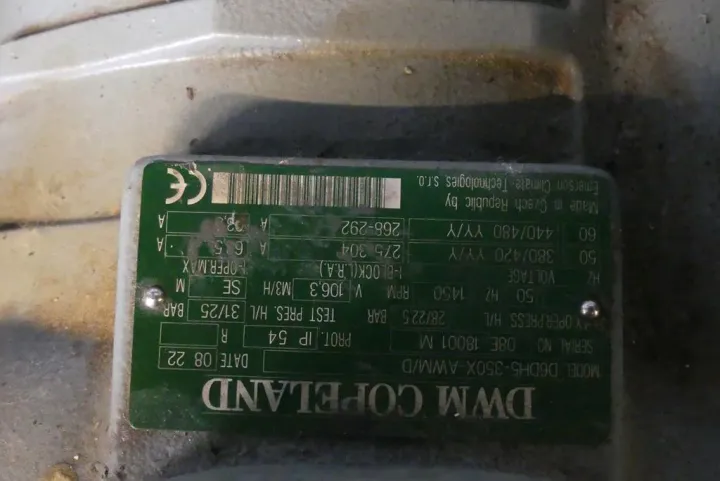 DWM COPELAND
MODEL D6DH5-350X-AWM/D DATE 08 22
SERIAL NO 08E 18001 M PROT. IP 54 R
OPER.PRESS H/L 28/22.5 BAR TEST PRES. H/L 31/25 BAR
50 HZ 1450 RPM V 106.3 M3/H SE M
HZ VOLTAGE I-BLOCK(L.R.A.) I-OPER.MAX
50 380/420 YY/Y 275-304 A A
60 440/480 YY/Y 266-292 A A
Made in Czech Republic by
Emerson Climate Technologies s.r.o.
CE